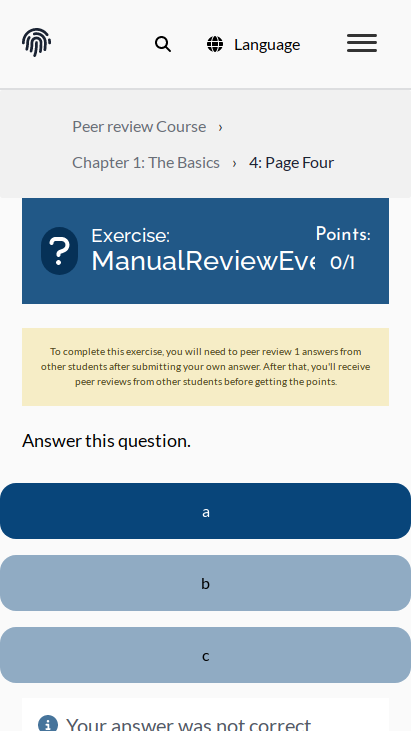 Language
Peer review Course ›
Chapter 1: The Basics › 4: Page Four
Exercise:
Points:
ManualReviewEve
0/1
To complete this exercise, you will need to peer review 1 answers from
other students after submitting your own answer. After that, you'll receive
peer reviews from other students before getting the points.
Answer this question.
a
b
c
Your answer was not correct